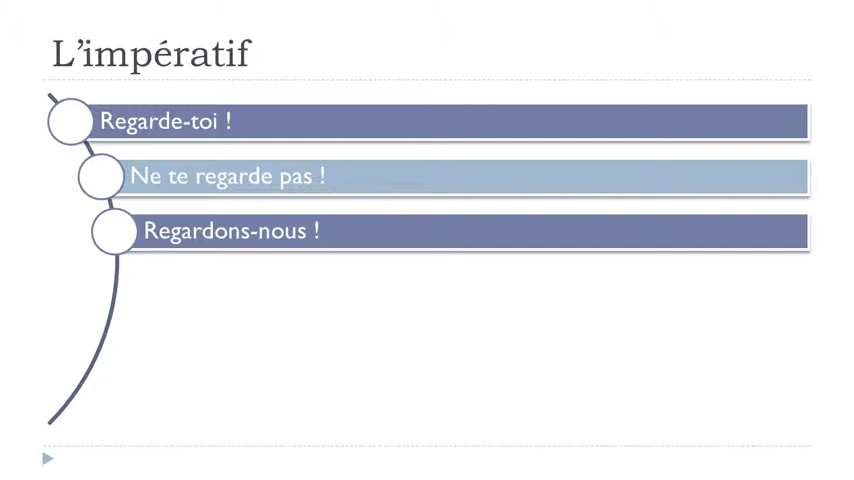 L’impératif
Regarde-toi !
Ne te regarde pas !
Regardons-nous !